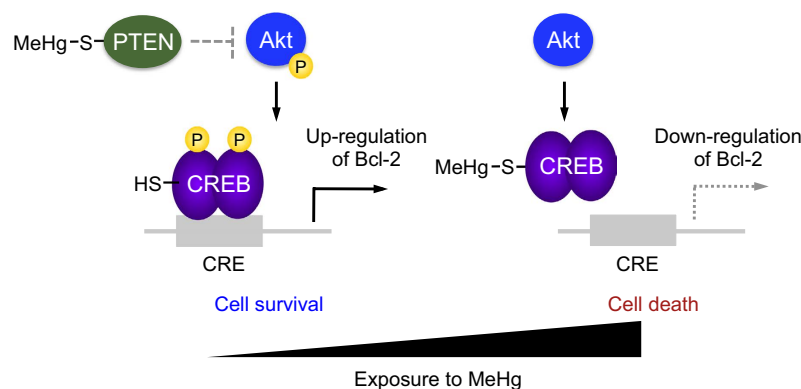 MeHg-S-PTEN
Akt
P
P
P
HS-CREB
Up-regulation
of Bcl-2
CRE
Cell survival
Akt
MeHg-S-CREB
Down-regulation
of Bcl-2
CRE
Cell death
Exposure to MeHg